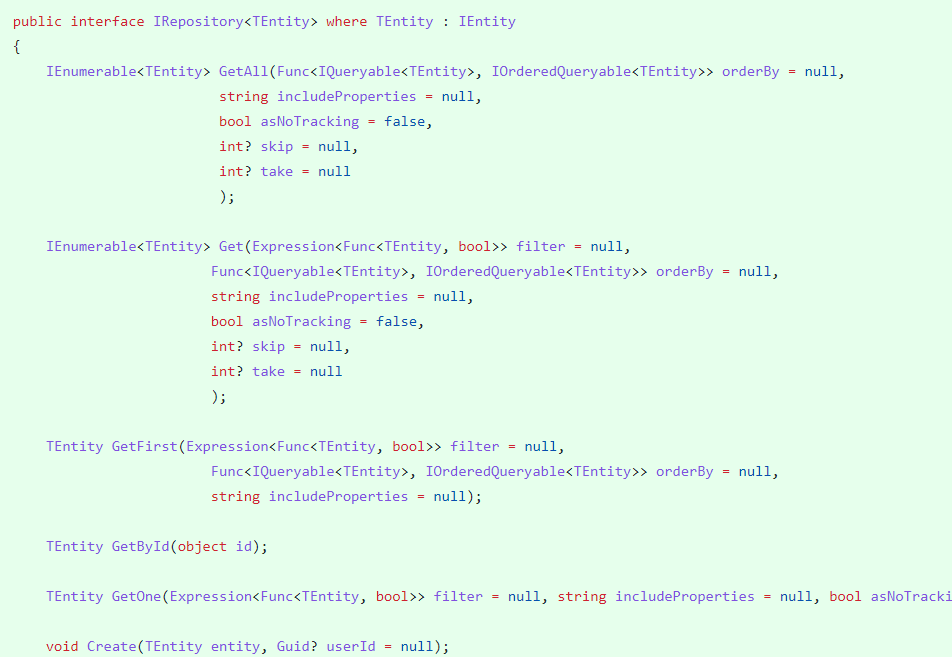 public interface IRepository<TEntity> where TEntity : IEntity
{
    IEnumerable<TEntity> GetAll(Func<IQueryable<TEntity>, IOrderedQueryable<TEntity>> orderBy = null,
                         string includeProperties = null,
                         bool asNoTracking = false,
                         int? skip = null,
                         int? take = null
                         );
    IEnumerable<TEntity> Get(Expression<Func<TEntity, bool>> filter = null,
                        Func<IQueryable<TEntity>, IOrderedQueryable<TEntity>> orderBy = null,
                        string includeProperties = null,
                        bool asNoTracking = false,
                        int? skip = null,
                        int? take = null
                        );
    TEntity GetFirst(Expression<Func<TEntity, bool>> filter = null,
                        Func<IQueryable<TEntity>, IOrderedQueryable<TEntity>> orderBy = null,
                        string includeProperties = null);
    TEntity GetById(object id);
    TEntity GetOne(Expression<Func<TEntity, bool>> filter = null, string includeProperties = null, bool asNoTracki
    void Create(TEntity entity, Guid? userId = null);